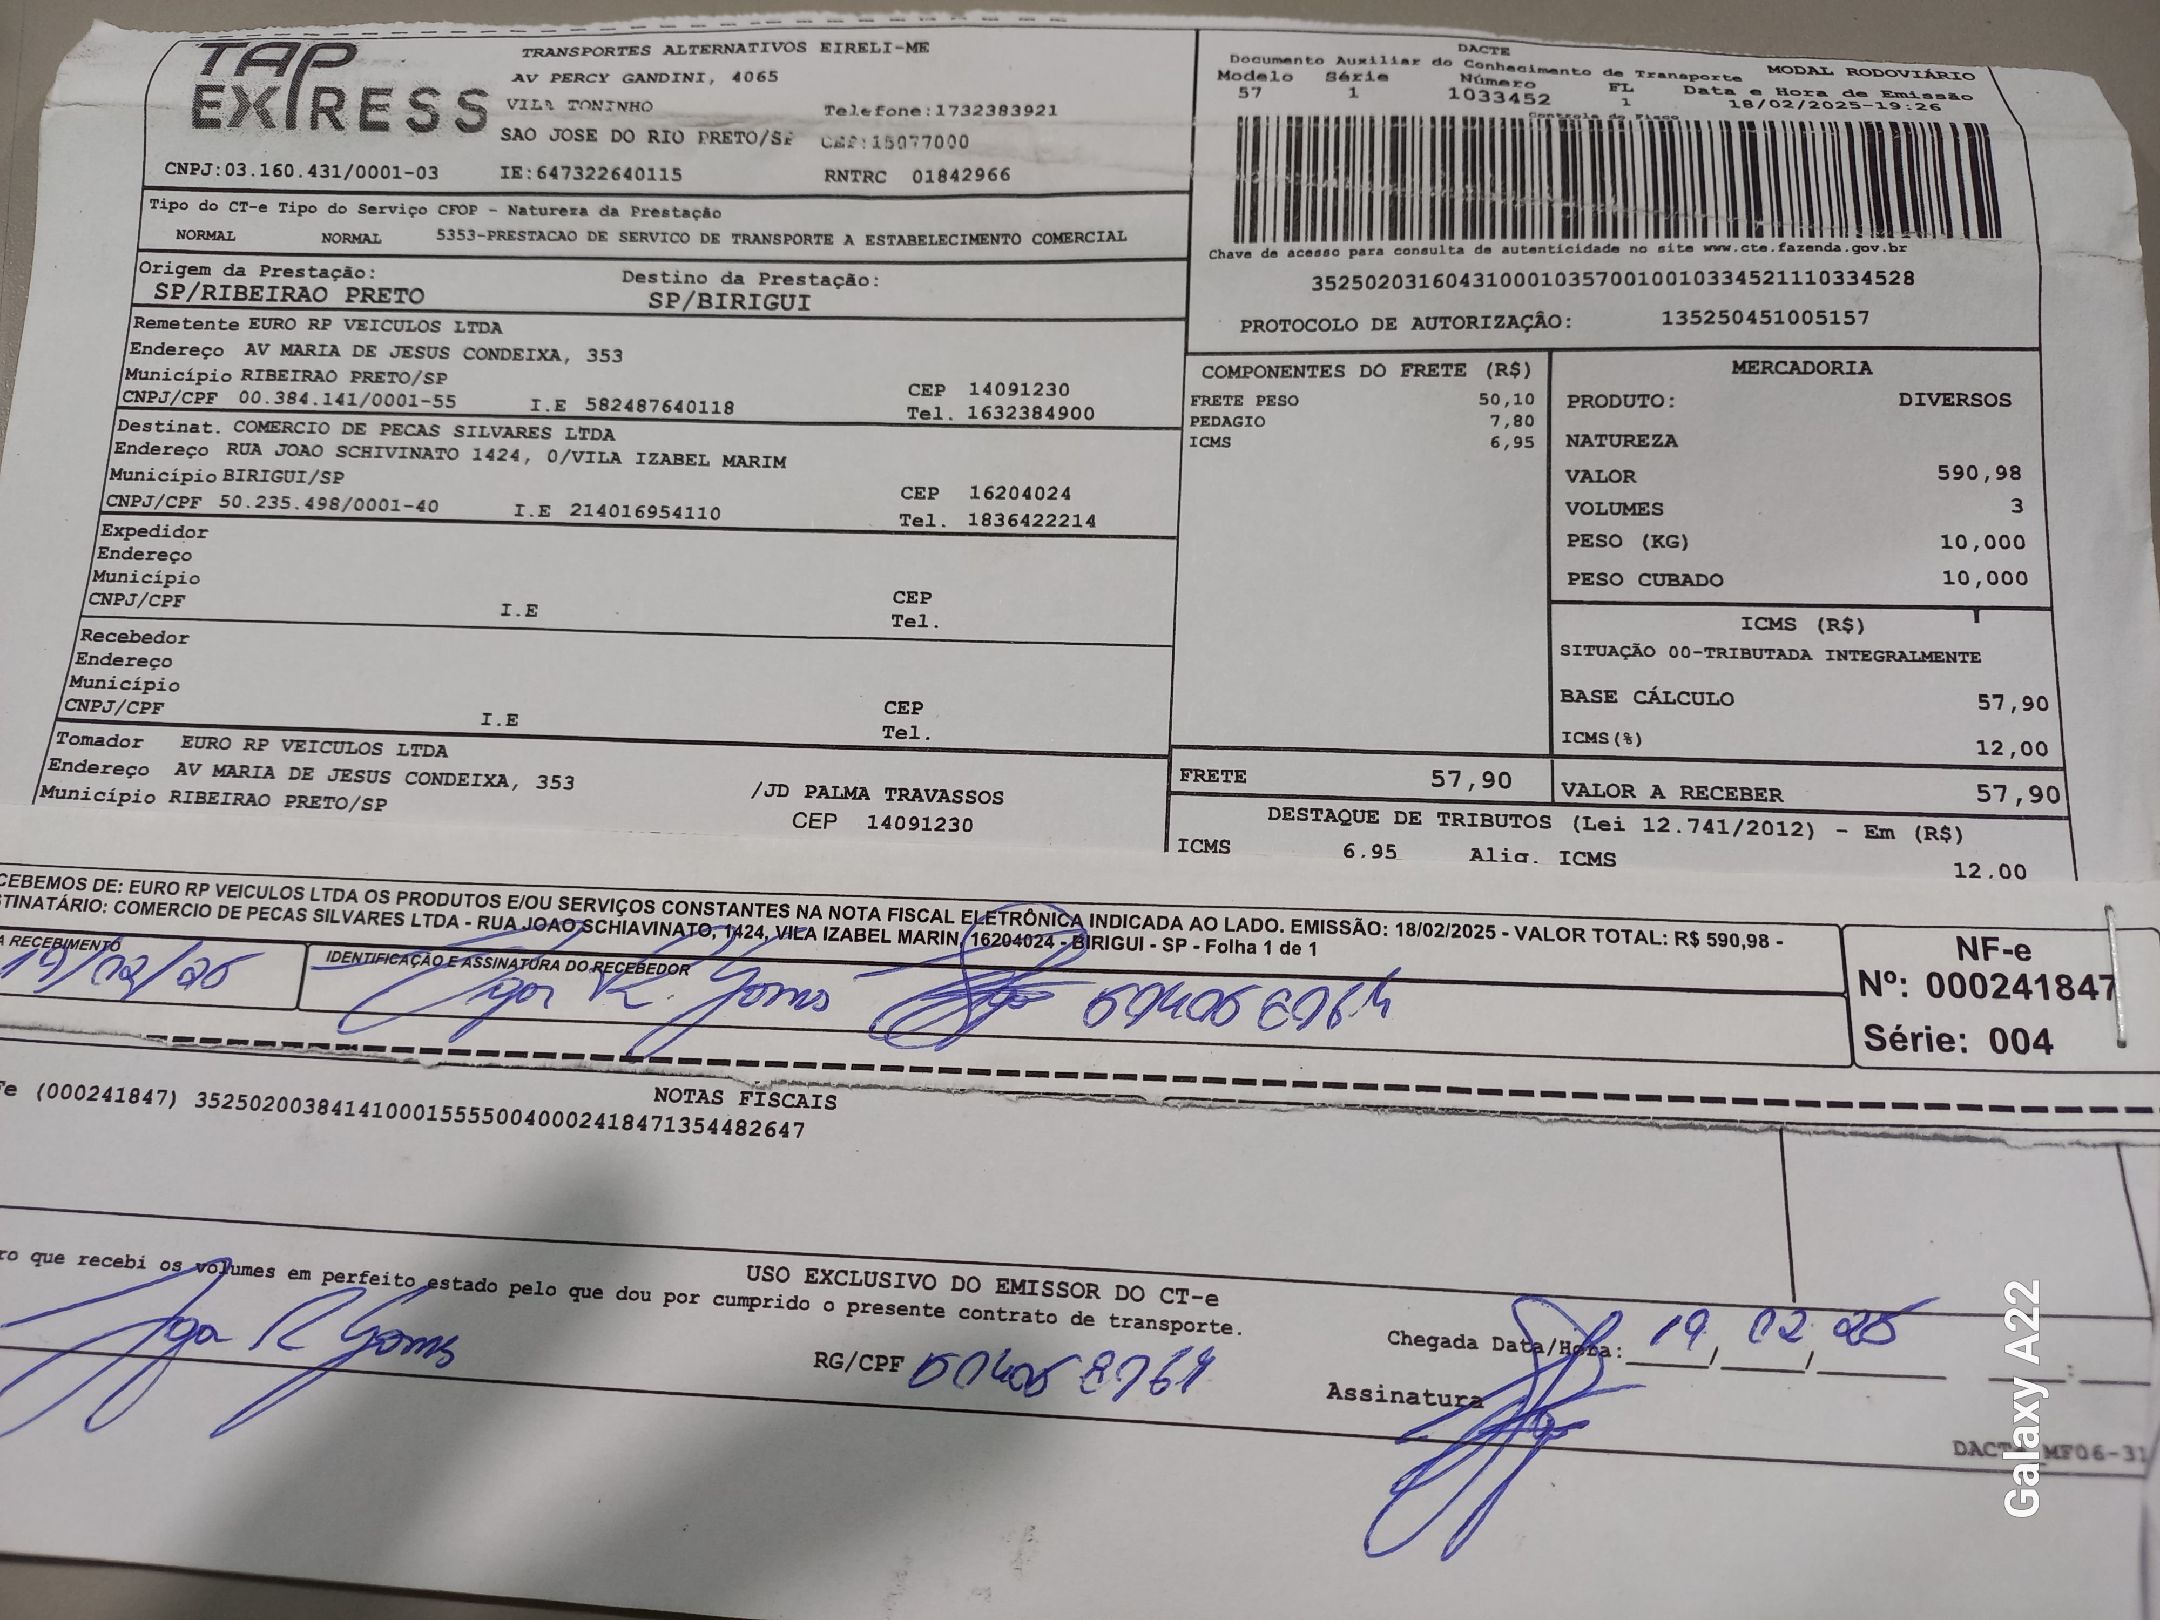 TAP EXPRESS
TRANSPORTES ALTERNATIVOS EIRELI-ME
AV PERCY GANDINI, 4065
VILA TONINHO Telefone:1732383921
SAO JOSE DO RIO PRETO/SP CEP:15077000
CNPJ:03.160.431/0001-03 IE:647322640115 RNTRC 01842966
Tipo do CT-e Tipo do Serviço CFOP - Natureza da Prestação
NORMAL NORMAL 5353-PRESTACAO DE SERVICO DE TRANSPORTE A ESTABELECIMENTO COMERCIAL
Origem da Prestação: Destino da Prestação:
SP/RIBEIRAO PRETO SP/BIRIGUI
Remetente EURO RP VEICULOS LTDA
Endereço AV MARIA DE JESUS CONDEIXA, 353
Município RIBEIRAO PRETO/SP CEP 14091230
CNPJ/CPF 00.384.141/0001-55 I.E 582487640118 Tel. 1632384900
Destinat. COMERCIO DE PECAS SILVARES LTDA
Endereço RUA JOAO SCHIVINATO 1424, 0/VILA IZABEL MARIM
Município BIRIGUI/SP CEP 16204024
CNPJ/CPF 50.235.498/0001-40 I.E 214016954110 Tel. 1836422214
Expedidor
Endereço
Município CEP
CNPJ/CPF I.E Tel.
Recebedor
Endereço
Município CEP
CNPJ/CPF I.E Tel.
Tomador EURO RP VEICULOS LTDA
Endereço AV MARIA DE JESUS CONDEIXA, 353 /JD PALMA TRAVASSOS
Município RIBEIRAO PRETO/SP CEP 14091230
DACTE
Documento Auxiliar do Conhecimento de Transporte MODAL RODOVIÁRIO
Modelo Série Número FL Data e Hora de Emissão
57 1 1033452 1 18/02/2025-19:26
Controle do Fisco
Chave de acesso para consulta de autenticidade no site www.cte.fazenda.gov.br
35250203160431000103570010010334521110334528
PROTOCOLO DE AUTORIZAÇÃO: 135250451005157
COMPONENTES DO FRETE (R$)
FRETE PESO 50,10
PEDAGIO 7,80
ICMS 6,95
MERCADORIA
PRODUTO: DIVERSOS
NATUREZA
VALOR 590,98
VOLUMES 3
PESO (KG) 10,000
PESO CUBADO 10,000
ICMS (R$)
SITUAÇÃO 00-TRIBUTADA INTEGRALMENTE
BASE CÁLCULO 57,90
ICMS(%) 12,00
FRETE 57,90 VALOR A RECEBER 57,90
DESTAQUE DE TRIBUTOS (Lei 12.741/2012) - Em (R$)
ICMS 6.95 Aliq. ICMS 12.00
CEBEMOS DE: EURO RP VEICULOS LTDA OS PRODUTOS E/OU SERVIÇOS CONSTANTES NA NOTA FISCAL ELETRÔNICA INDICADA AO LADO. EMISSÃO: 18/02/2025 - VALOR TOTAL: R$ 590,98 -
STINATÁRIO: COMERCIO DE PECAS SILVARES LTDA - RUA JOAO SCHIAVINATO, 1424, VILA IZABEL MARIN, 16204024 - BIRIGUI - SP - Folha 1 de 1
A RECEBIMENTO IDENTIFICAÇÃO E ASSINATURA DO RECEBEDOR
19/02/25 Igor R. Gomes
NF-e
Nº: 000241847
Série: 004
NOTAS FISCAIS
Fe (000241847) 35250200384141000155550040002418471354482647
USO EXCLUSIVO DO EMISSOR DO CT-e
ro que recebi os volumes em perfeito estado pelo que dou por cumprido o presente contrato de transporte.
Igor R Gomes RG/CPF
Chegada Data/Hora: 19/02/25
Assinatura
DACTE MF06-31
Galaxy A22